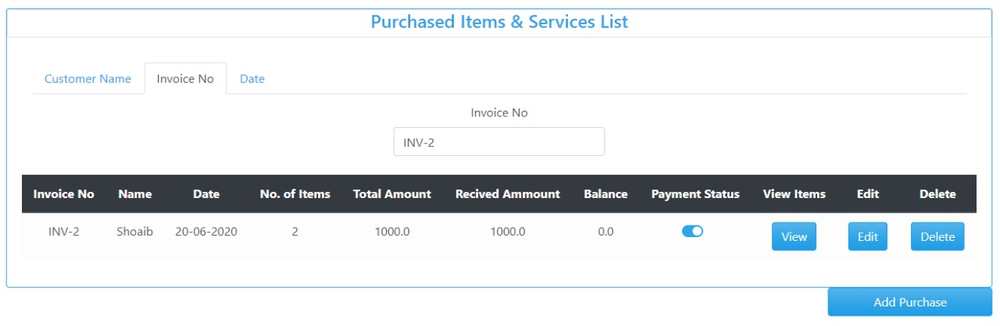 Purchased Items & Services List
Customer Name Invoice No Date
Invoice No
INV-2
Invoice No Name Date No. of Items Total Amount Recived Ammount Balance Payment Status View Items Edit Delete
INV-2 Shoaib 20-06-2020 2 1000.0 1000.0 0.0 View Edit Delete
Add Purchase